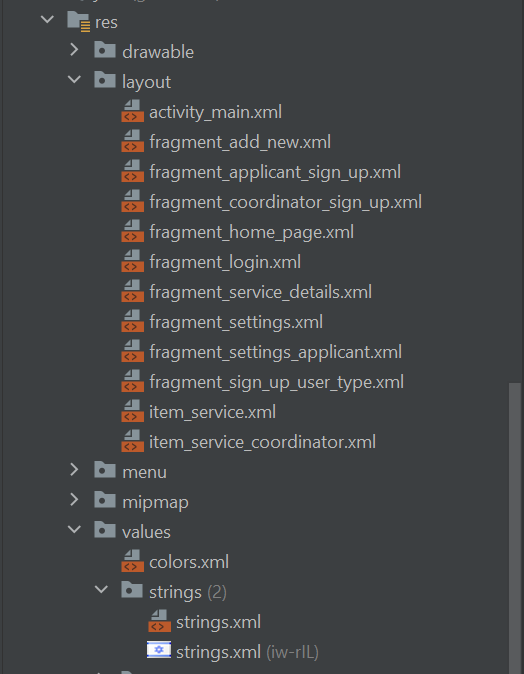 res
drawable
layout
activity_main.xml
fragment_add_new.xml
fragment_applicant_sign_up.xml
fragment_coordinator_sign_up.xml
fragment_home_page.xml
fragment_login.xml
fragment_service_details.xml
fragment_settings.xml
fragment_settings_applicant.xml
fragment_sign_up_user_type.xml
item_service.xml
item_service_coordinator.xml
menu
mipmap
values
colors.xml
strings (2)
strings.xml
strings.xml (iw-rIL)